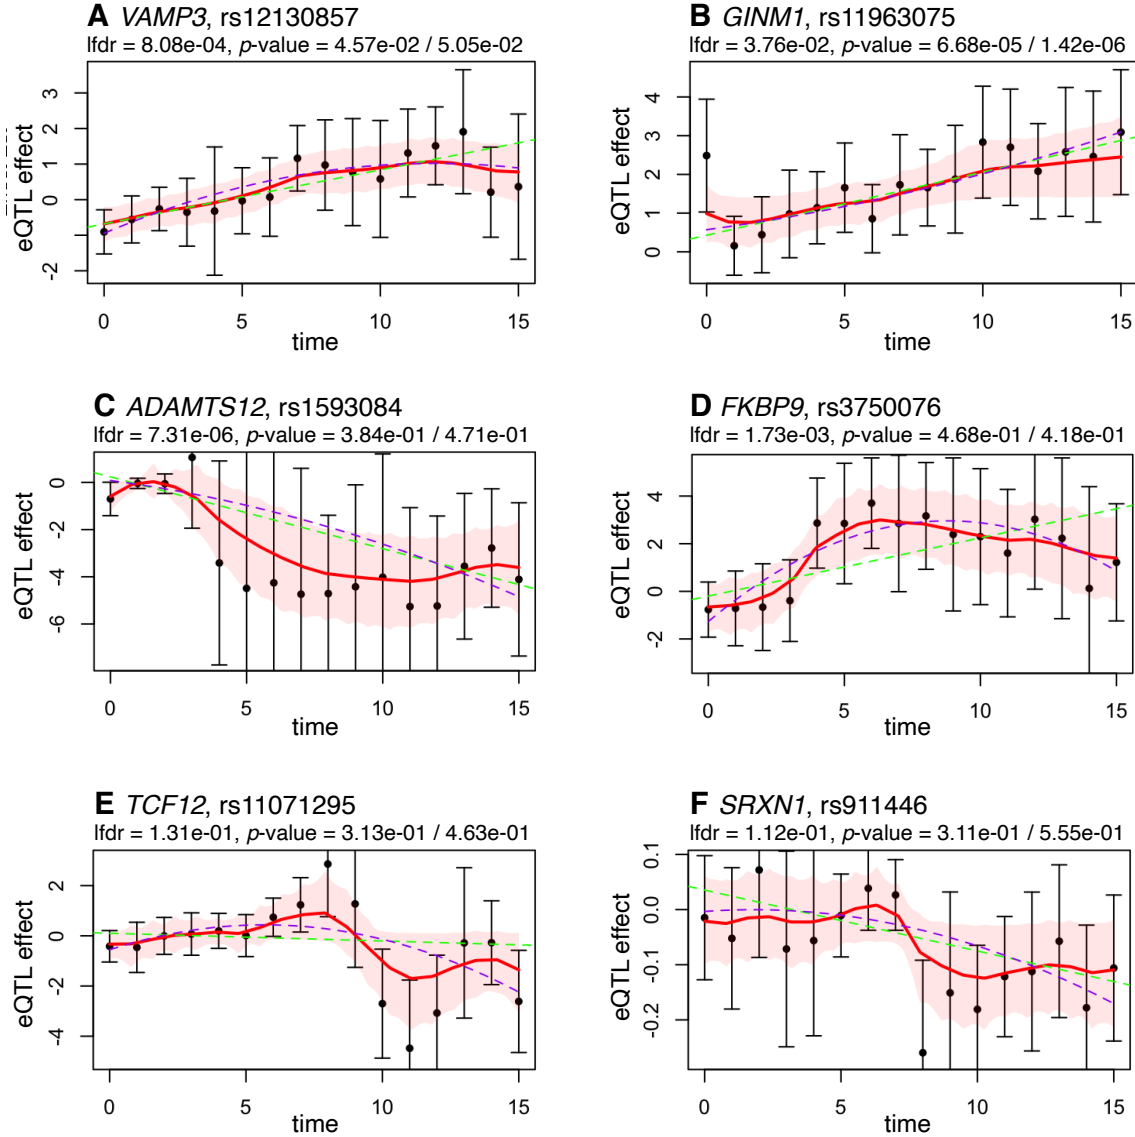 A VAMP3, rs12130857
lfdr = 8.08e-04, p-value = 4.57e-02 / 5.05e-02
eQTL effect
3
2
1
0
-2
0 5 10 15
time
B GINM1, rs11963075
lfdr = 3.76e-02, p-value = 6.68e-05 / 1.42e-06
eQTL effect
4
3
2
1
0
0 5 10 15
time
C ADAMTS12, rs1593084
lfdr = 7.31e-06, p-value = 3.84e-01 / 4.71e-01
eQTL effect
0
-2
-4
-6
0 5 10 15
time
D FKBP9, rs3750076
lfdr = 1.73e-03, p-value = 4.68e-01 / 4.18e-01
eQTL effect
4
2
0
-2
0 5 10 15
time
E TCF12, rs11071295
lfdr = 1.31e-01, p-value = 3.13e-01 / 4.63e-01
eQTL effect
2
0
-2
-4
0 5 10 15
time
F SRXN1, rs911446
lfdr = 1.12e-01, p-value = 3.11e-01 / 5.55e-01
eQTL effect
0.1
0.0
-0.1
-0.2
0 5 10 15
time